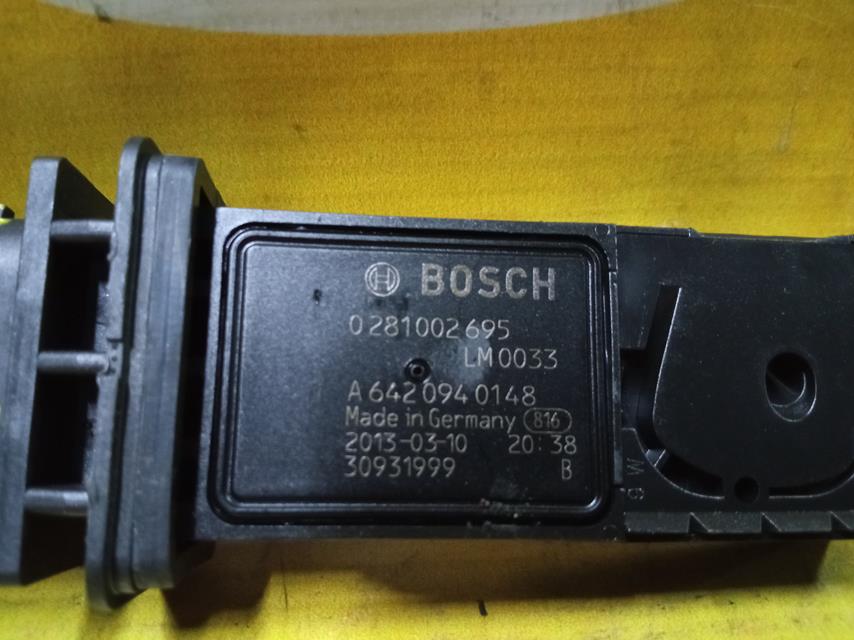 BOSCH
0 281 002 695
LM 0033
A 642 094 0148
Made in Germany 816
2013-03-10 20:38
30931999 B